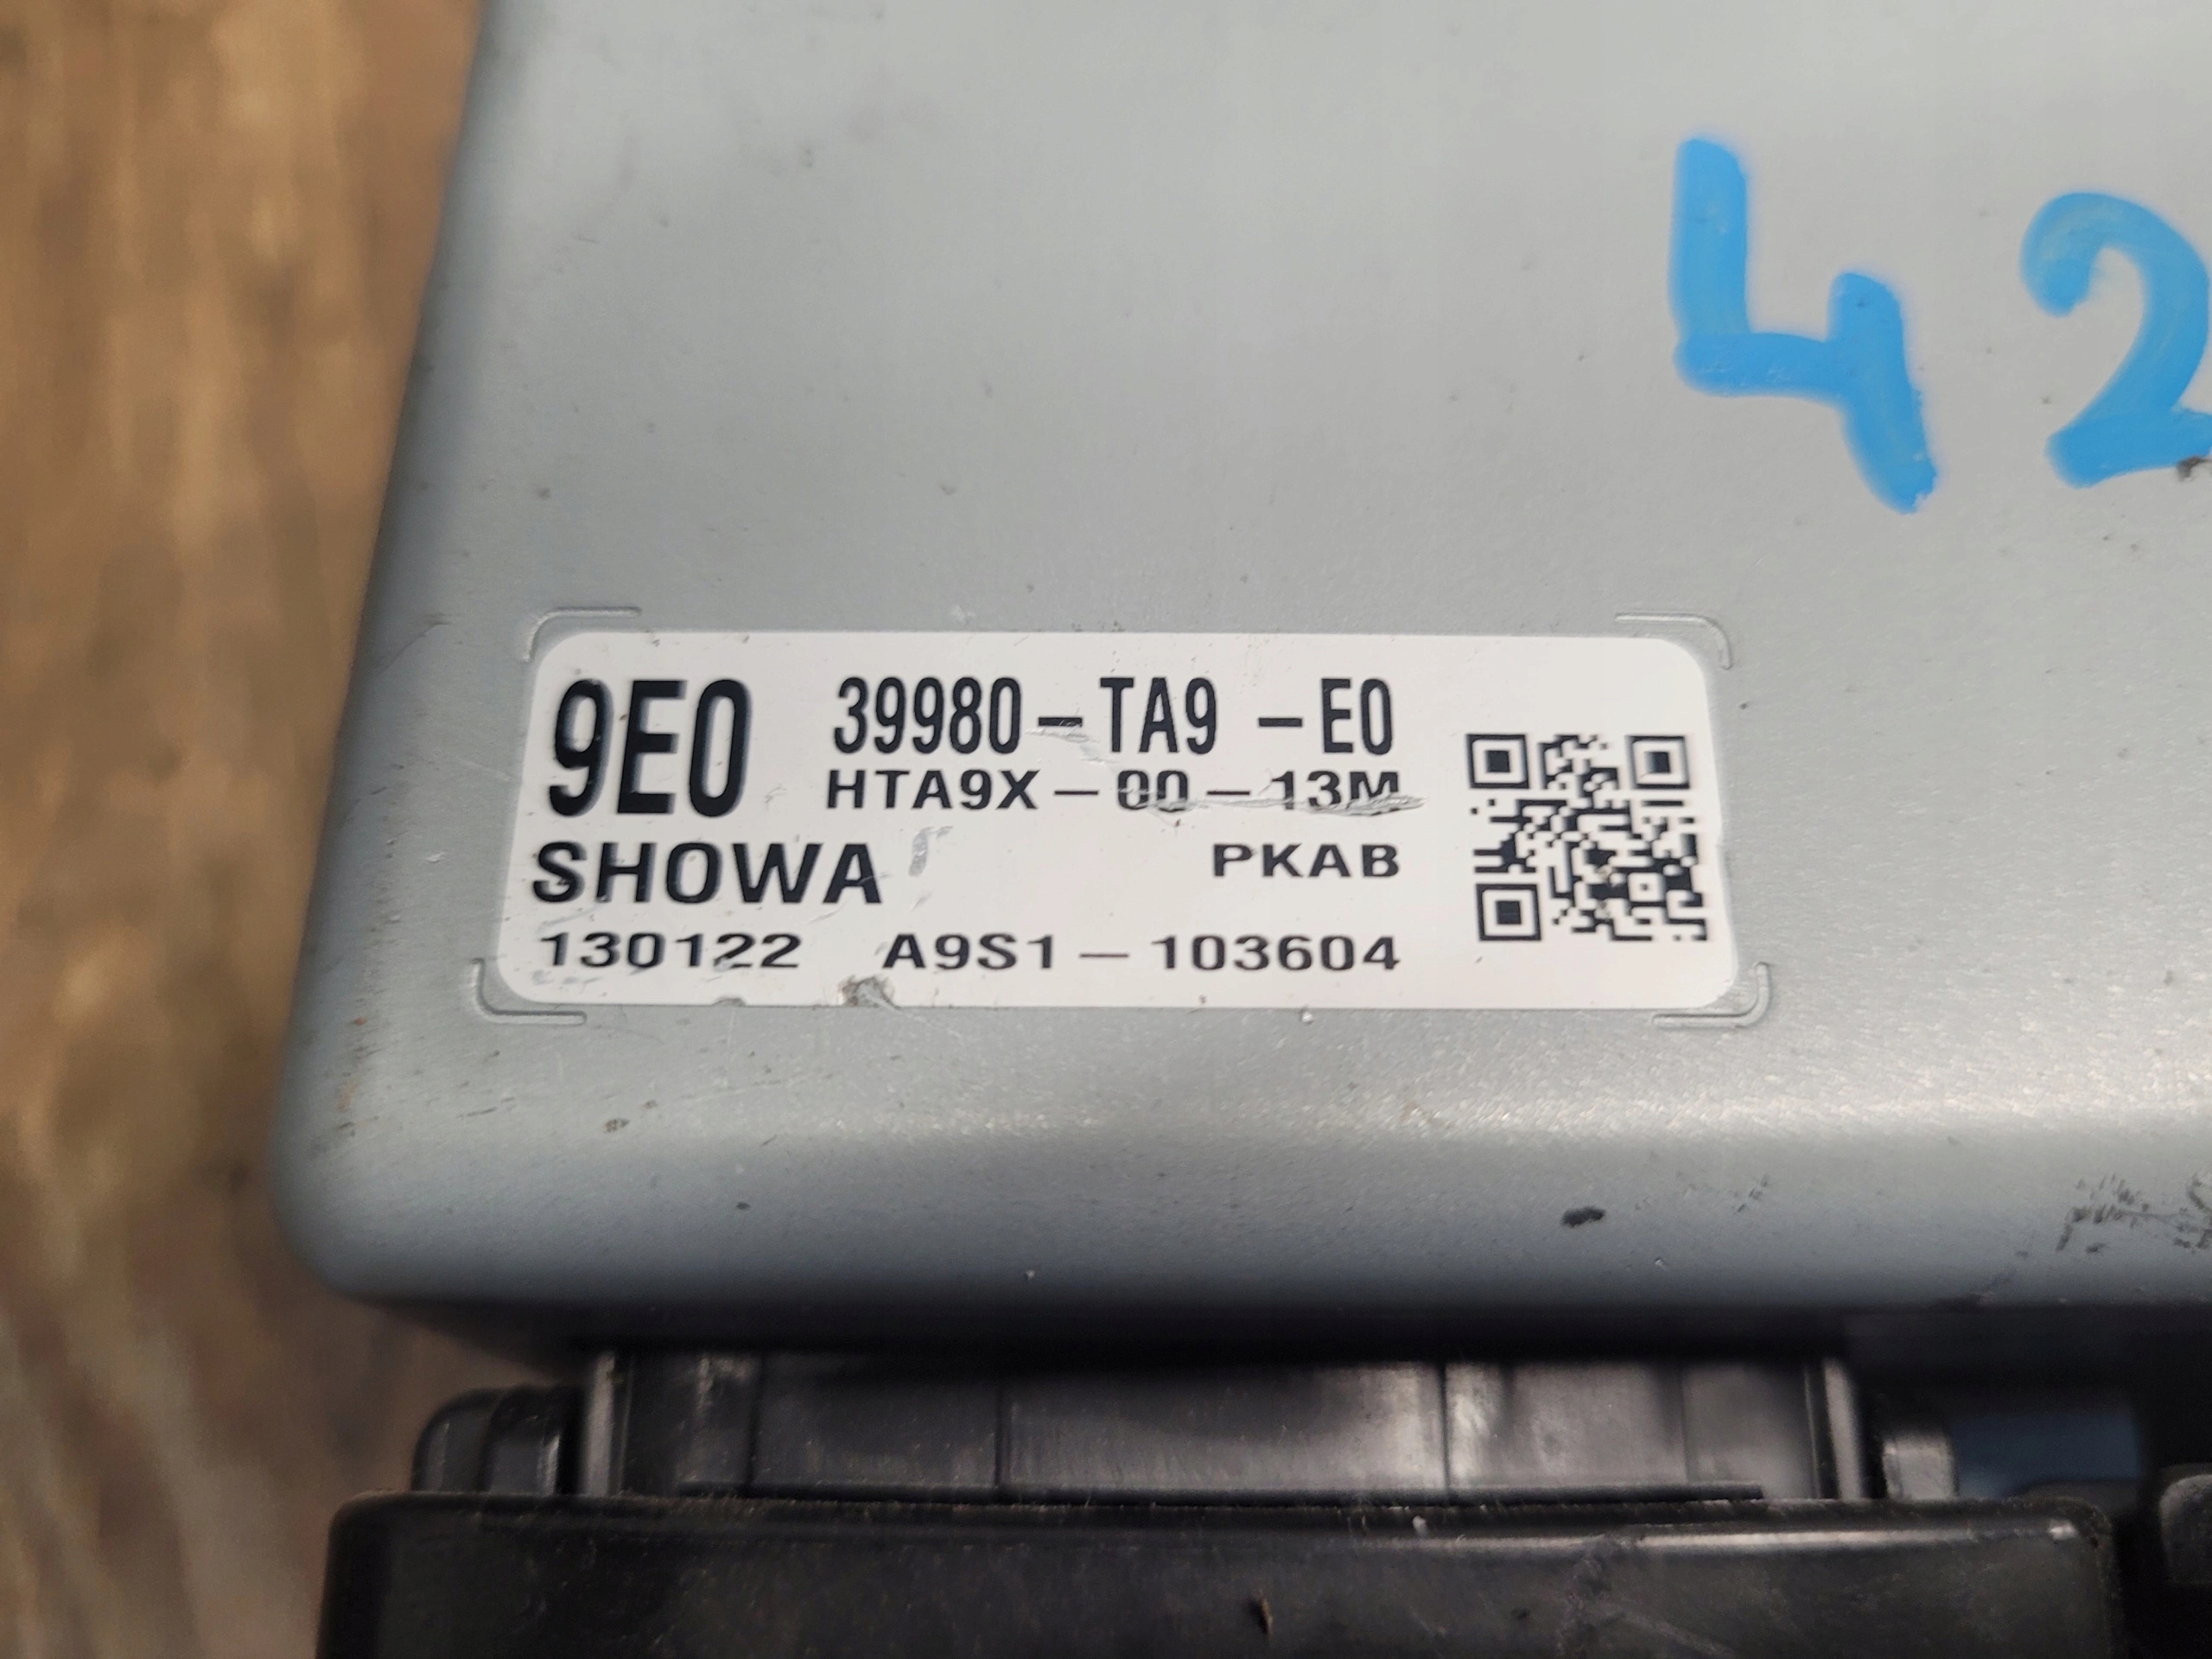 42
9E0 39980-TA9 -E0
HTA9X-00-13M
SHOWA PKAB
130122 A9S1-103604